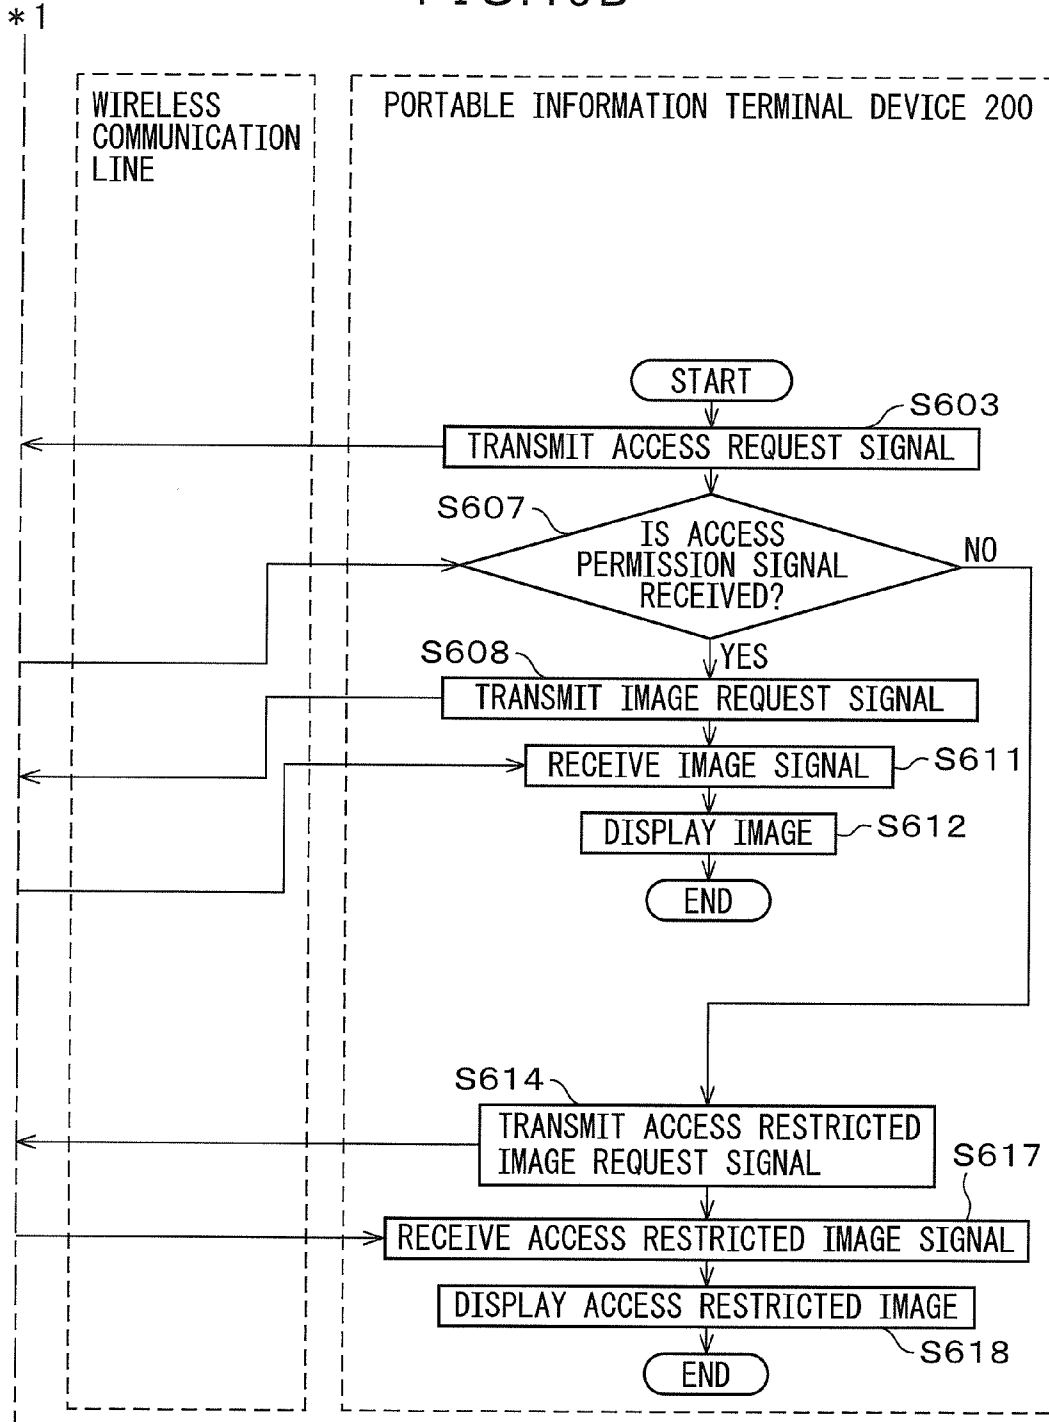 *1
WIRELESS
COMMUNICATION
LINE
PORTABLE INFORMATION TERMINAL DEVICE 200
START
S603
TRANSMIT ACCESS REQUEST SIGNAL
S607
IS ACCESS
PERMISSION SIGNAL
RECEIVED?
NO
YES
S608
TRANSMIT IMAGE REQUEST SIGNAL
RECEIVE IMAGE SIGNAL
S611
DISPLAY IMAGE
S612
END
S614
TRANSMIT ACCESS RESTRICTED
IMAGE REQUEST SIGNAL
S617
RECEIVE ACCESS RESTRICTED IMAGE SIGNAL
DISPLAY ACCESS RESTRICTED IMAGE
S618
END